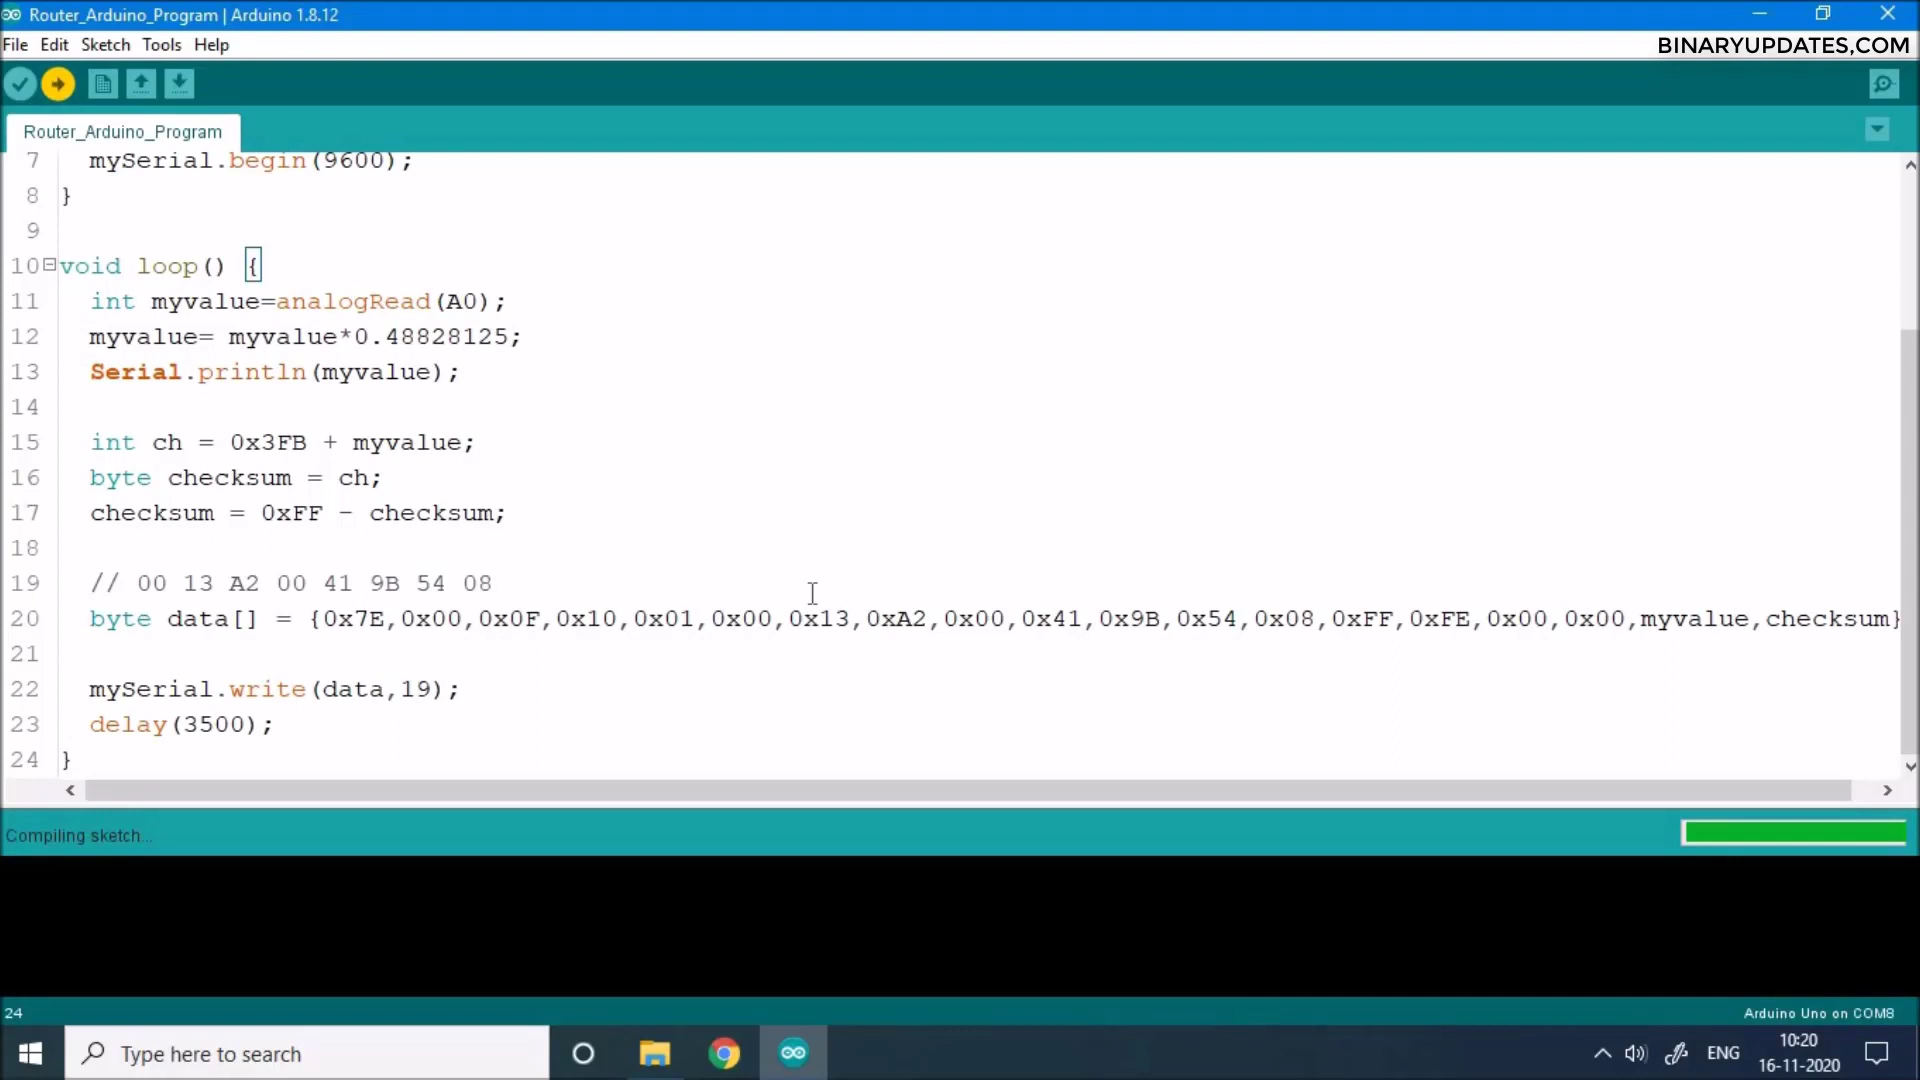 Router_Arduino_Program | Arduino 1.8.12
File Edit Sketch Tools Help
BINARYUPDATES.COM
Router_Arduino_Program
7 mySerial.begin(9600);
8 }
9
10 void loop() {
11 int myvalue=analogRead(A0);
12 myvalue= myvalue*0.48828125;
13 Serial.println(myvalue);
14
15 int ch = 0x3FB + myvalue;
16 byte checksum = ch;
17 checksum = 0xFF - checksum;
18
19 // 00 13 A2 00 41 9B 54 08
20 byte data[] = {0x7E,0x00,0x0F,0x10,0x01,0x00,0x13,0xA2,0x00,0x41,0x9B,0x54,0x08,0xFF,0xFE,0x00,0x00,myvalue,checksum}
21
22 mySerial.write(data,19);
23 delay(3500);
24 }
Compiling sketch...
24
Arduino Uno on COM8
Type here to search
ENG
10:20
16-11-2020